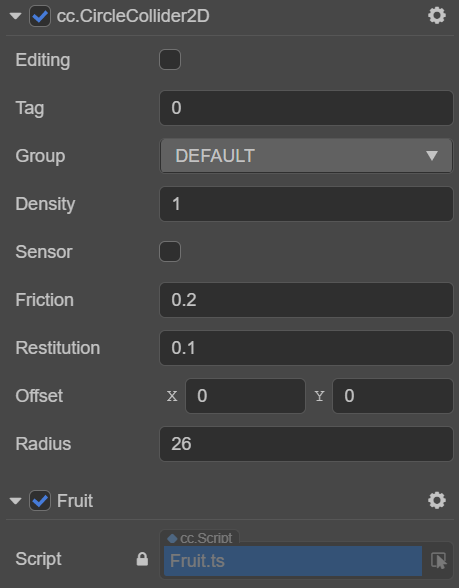 cc.CircleCollider2D
Editing
Tag 0
Group DEFAULT
Density 1
Sensor
Friction 0.2
Restitution 0.1
Offset X 0 Y 0
Radius 26
Fruit
cc.Script
Script Fruit.ts